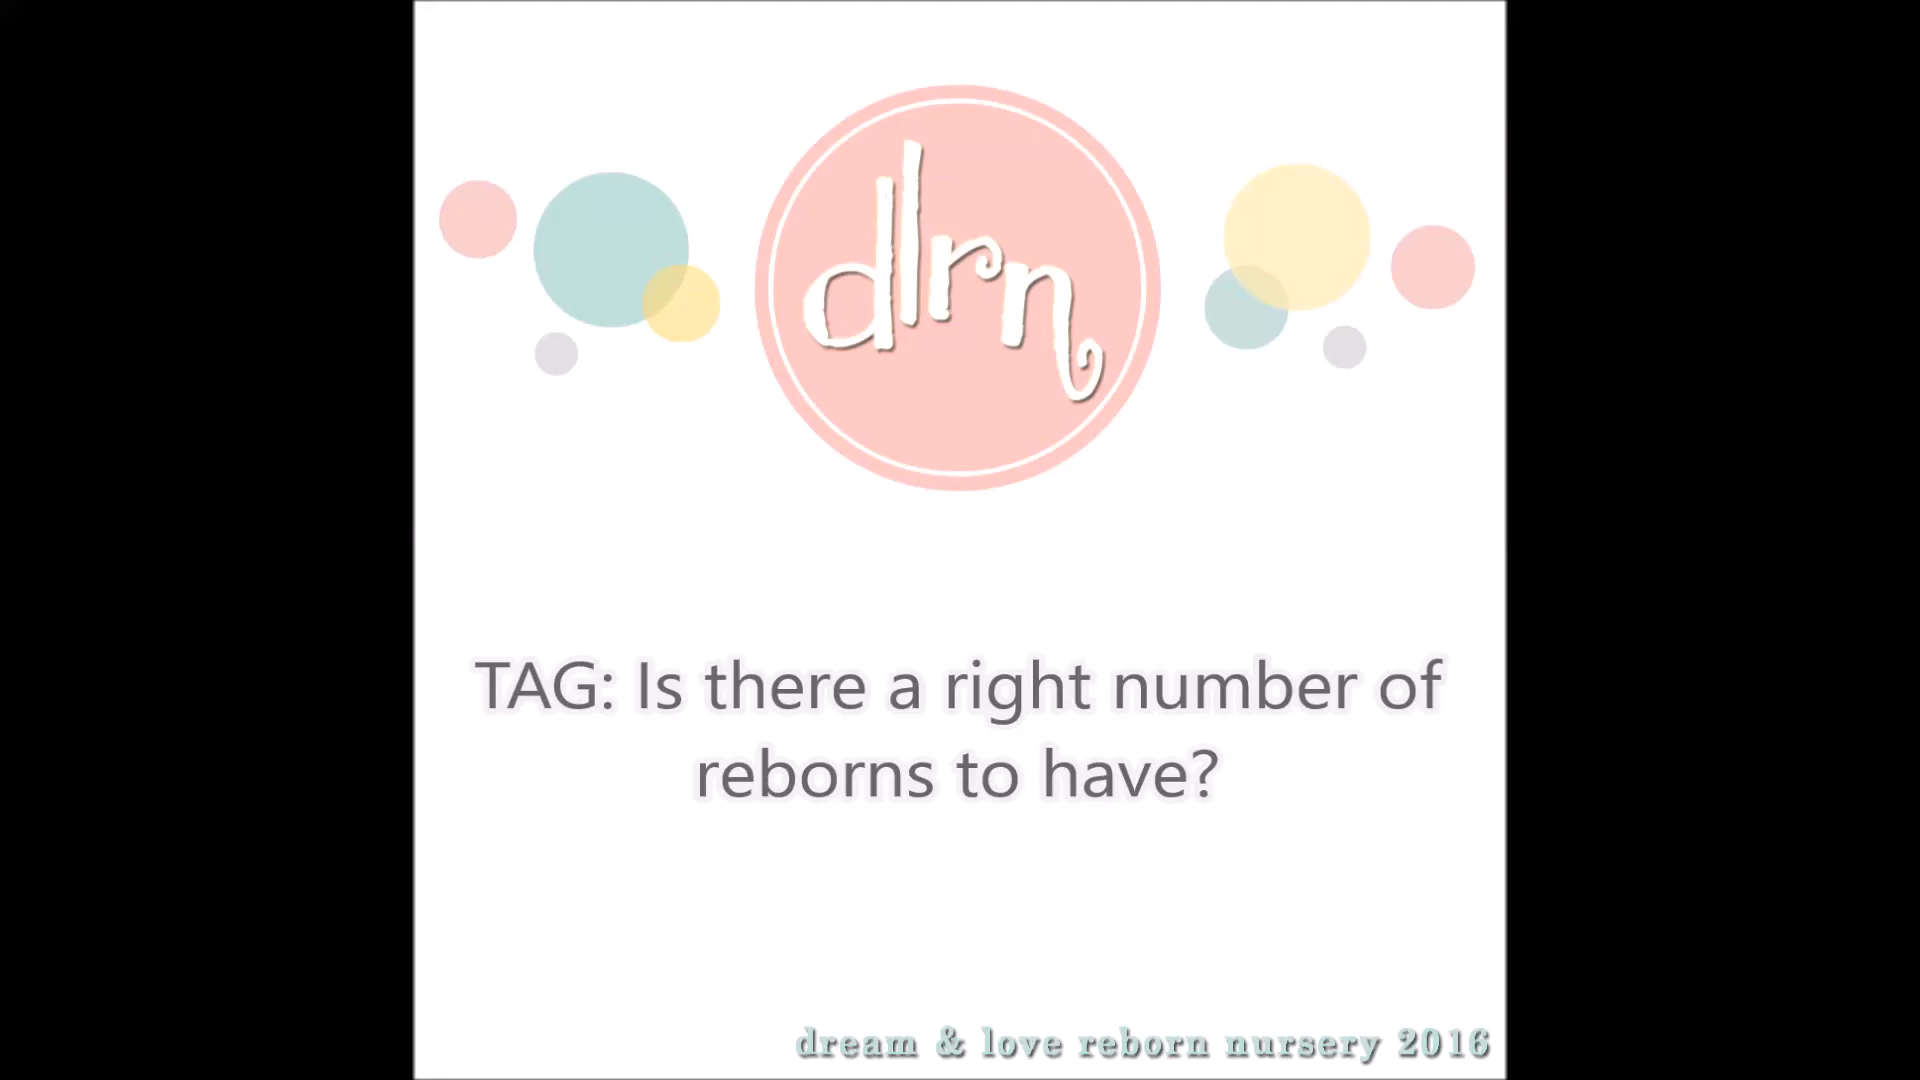 dlrn
TAG: Is there a right number of
reborns to have?
dream & love reborn nursery 2016